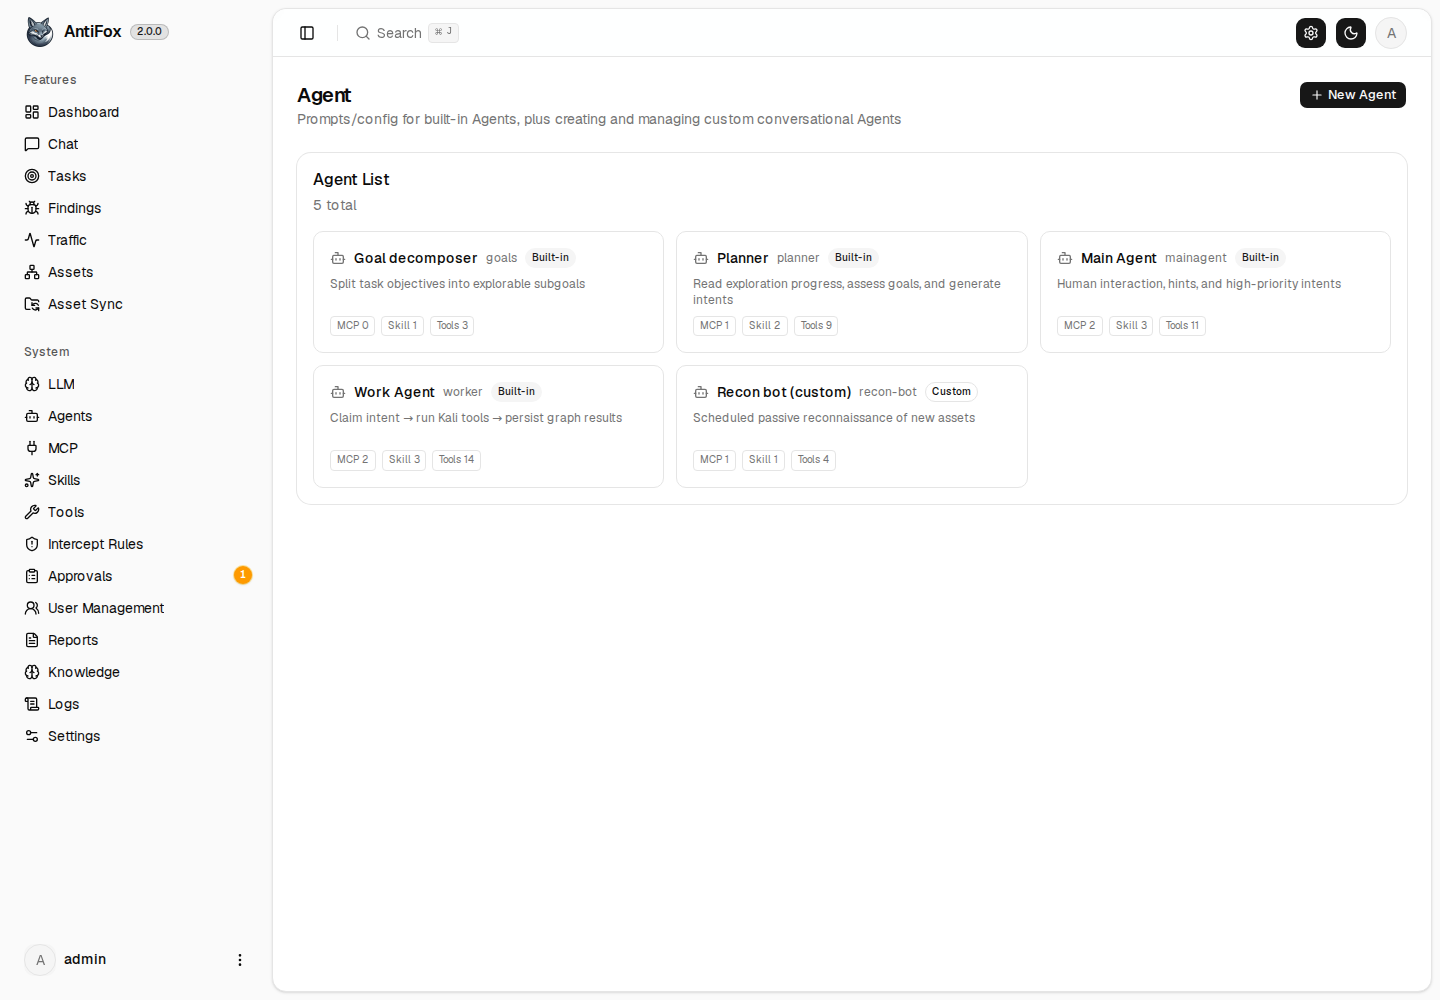 AntiFox 2.0.0
Features
Dashboard
Chat
Tasks
Findings
Traffic
Assets
Asset Sync
System
LLM
Agents
MCP
Skills
Tools
Intercept Rules
Approvals 1
User Management
Reports
Knowledge
Logs
Settings
A admin
Search ⌘ J
A
Agent
New Agent
Prompts/config for built-in Agents, plus creating and managing custom conversational Agents
Agent List
5 total
Goal decomposer goals Built-in
Split task objectives into explorable subgoals
MCP 0 Skill 1 Tools 3
Planner planner Built-in
Read exploration progress, assess goals, and generate
intents
MCP 1 Skill 2 Tools 9
Main Agent mainagent Built-in
Human interaction, hints, and high-priority intents
MCP 2 Skill 3 Tools 11
Work Agent worker Built-in
Claim intent → run Kali tools → persist graph results
MCP 2 Skill 3 Tools 14
Recon bot (custom) recon-bot Custom
Scheduled passive reconnaissance of new assets
MCP 1 Skill 1 Tools 4